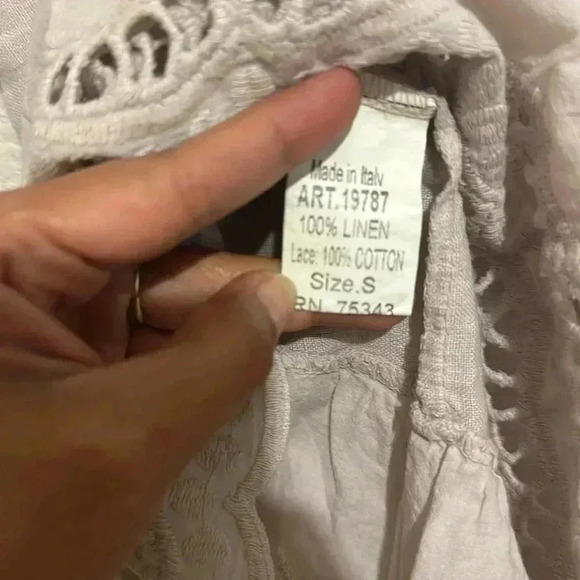 Made in Italy
ART.19787
100% LINEN
Lace: 100% COTTON
Size.S
RN 75343